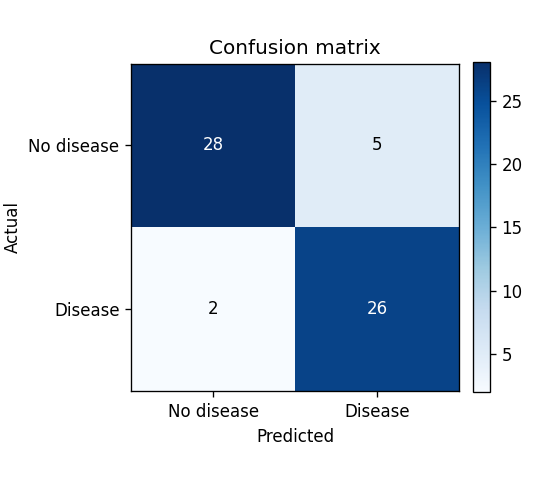 Confusion matrix
No disease 28 5
Disease 2 26
No disease Disease
Predicted
Actual
25
20
15
10
5